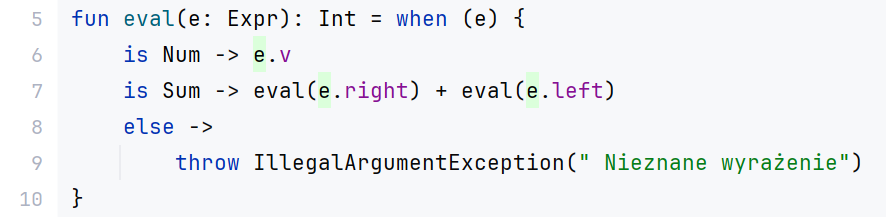 5 fun eval(e: Expr): Int = when (e) {
6     is Num -> e.v
7     is Sum -> eval(e.right) + eval(e.left)
8     else ->
9         throw IllegalArgumentException(" Nieznane wyrażenie")
10 }